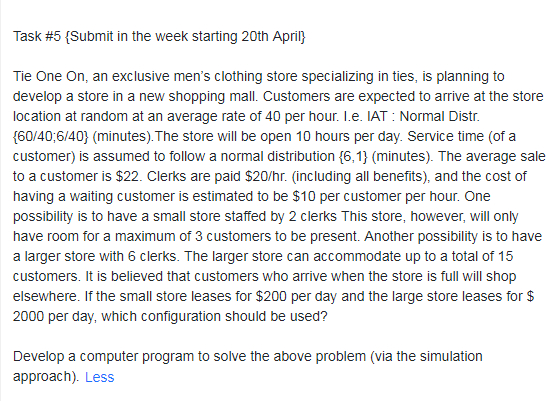 Task #5 {Submit in the week starting 20th April}
Tie One On, an exclusive men's clothing store specializing in ties, is planning to
develop a store in a new shopping mall. Customers are expected to arrive at the store
location at random at an average rate of 40 per hour. I.e. IAT : Normal Distr.
{60/40;6/40} (minutes).The store will be open 10 hours per day. Service time (of a
customer) is assumed to follow a normal distribution {6,1} (minutes). The average sale
to a customer is $22. Clerks are paid $20/hr. (including all benefits), and the cost of
having a waiting customer is estimated to be $10 per customer per hour. One
possibility is to have a small store staffed by 2 clerks This store, however, will only
have room for a maximum of 3 customers to be present. Another possibility is to have
a larger store with 6 clerks. The larger store can accommodate up to a total of 15
customers. It is believed that customers who arrive when the store is full will shop
elsewhere. If the small store leases for $200 per day and the large store leases for $
2000 per day, which configuration should be used?
Develop a computer program to solve the above problem (via the simulation
approach). Less